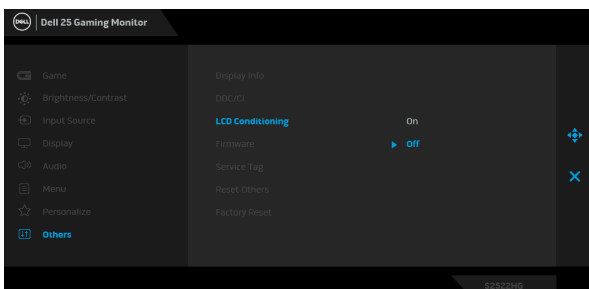 DELL Dell 25 Gaming Monitor
Game
Brightness/Contrast
Input Source
Display
Audio
Menu
Personalize
Others
Display Info
DDC/CI
LCD Conditioning On
Firmware Off
Service Tag
Reset Others
Factory Reset
S2522HG